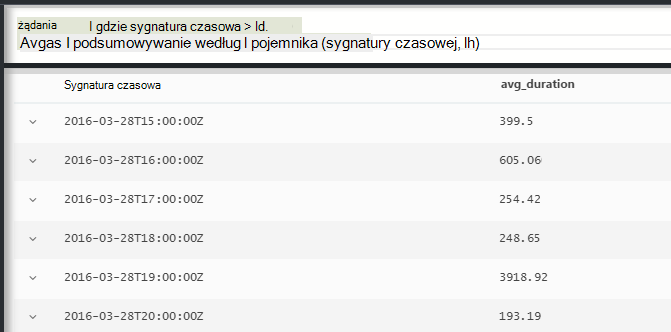 żądania | gdzie sygnatura czasowa > Id.
Avgas I podsumowywanie według I pojemnika (sygnatury czasowej, Ih)
Sygnatura czasowa avg_duration
2016-03-28T15:00:00Z 399.5
2016-03-28T16:00:00Z 605.06
2016-03-28T17:00:00Z 254.42
2016-03-28T18:00:00Z 248.65
2016-03-28T19:00:00Z 3918.92
2016-03-28T20:00:00Z 193.19